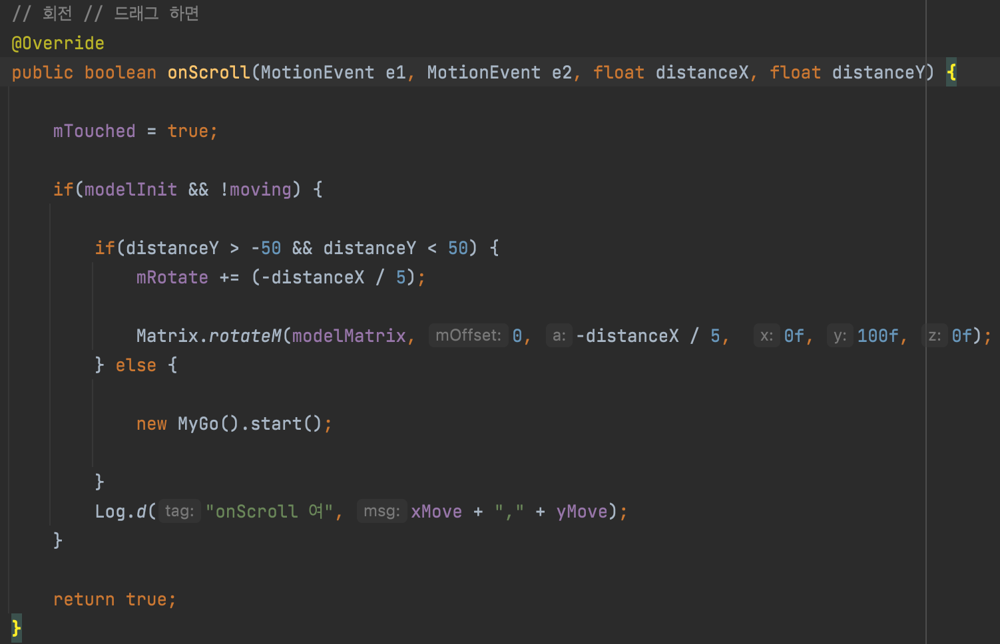 // 회전 // 드래그 하면
@Override
public boolean onScroll(MotionEvent e1, MotionEvent e2, float distanceX, float distanceY) {
mTouched = true;
if(modelInit && !moving) {
if(distanceY > -50 && distanceY < 50) {
mRotate += (-distanceX / 5);
Matrix.rotateM(modelMatrix, mOffset: 0, a: -distanceX / 5, x: 0f, y: 100f, z: 0f);
} else {
new MyGo().start();
}
Log.d( tag: "onScroll 여", msg: xMove + "," + yMove);
}
return true;
}